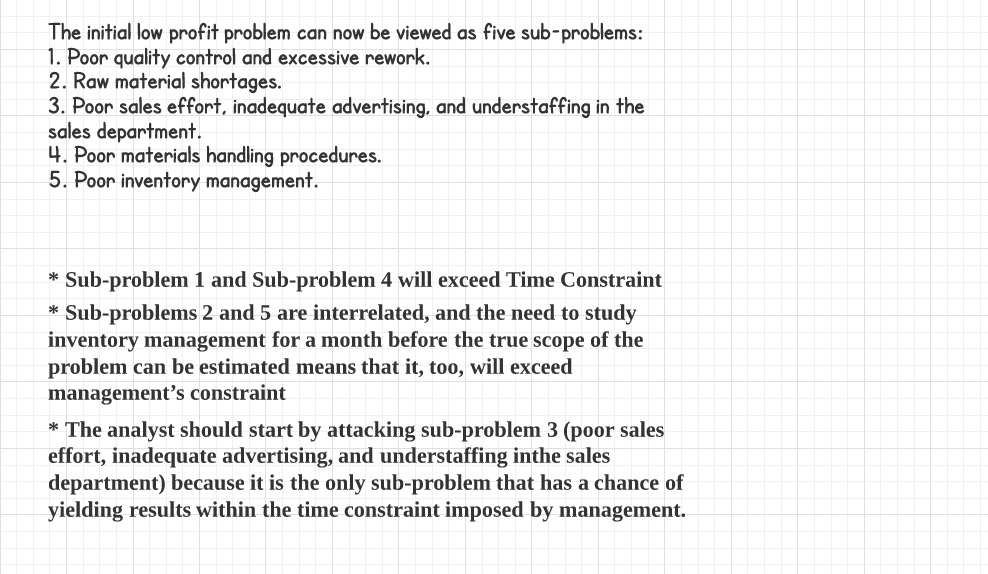 The initial low profit problem can now be viewed as five sub-problems:
1. Poor quality control and excessive rework.
2. Raw material shortages.
3. Poor sales effort, inadequate advertising, and understaffing in the
sales department.
4. Poor materials handling procedures.
5. Poor inventory management.
* Sub-problem 1 and Sub-problem 4 will exceed Time Constraint
* Sub-problems 2 and 5 are interrelated, and the need to study
inventory management for a month before the true scope of the
problem can be estimated means that it, too, will exceed
management’s constraint
* The analyst should start by attacking sub-problem 3 (poor sales
effort, inadequate advertising, and understaffing inthe sales
department) because it is the only sub-problem that has a chance of
yielding results within the time constraint imposed by management.